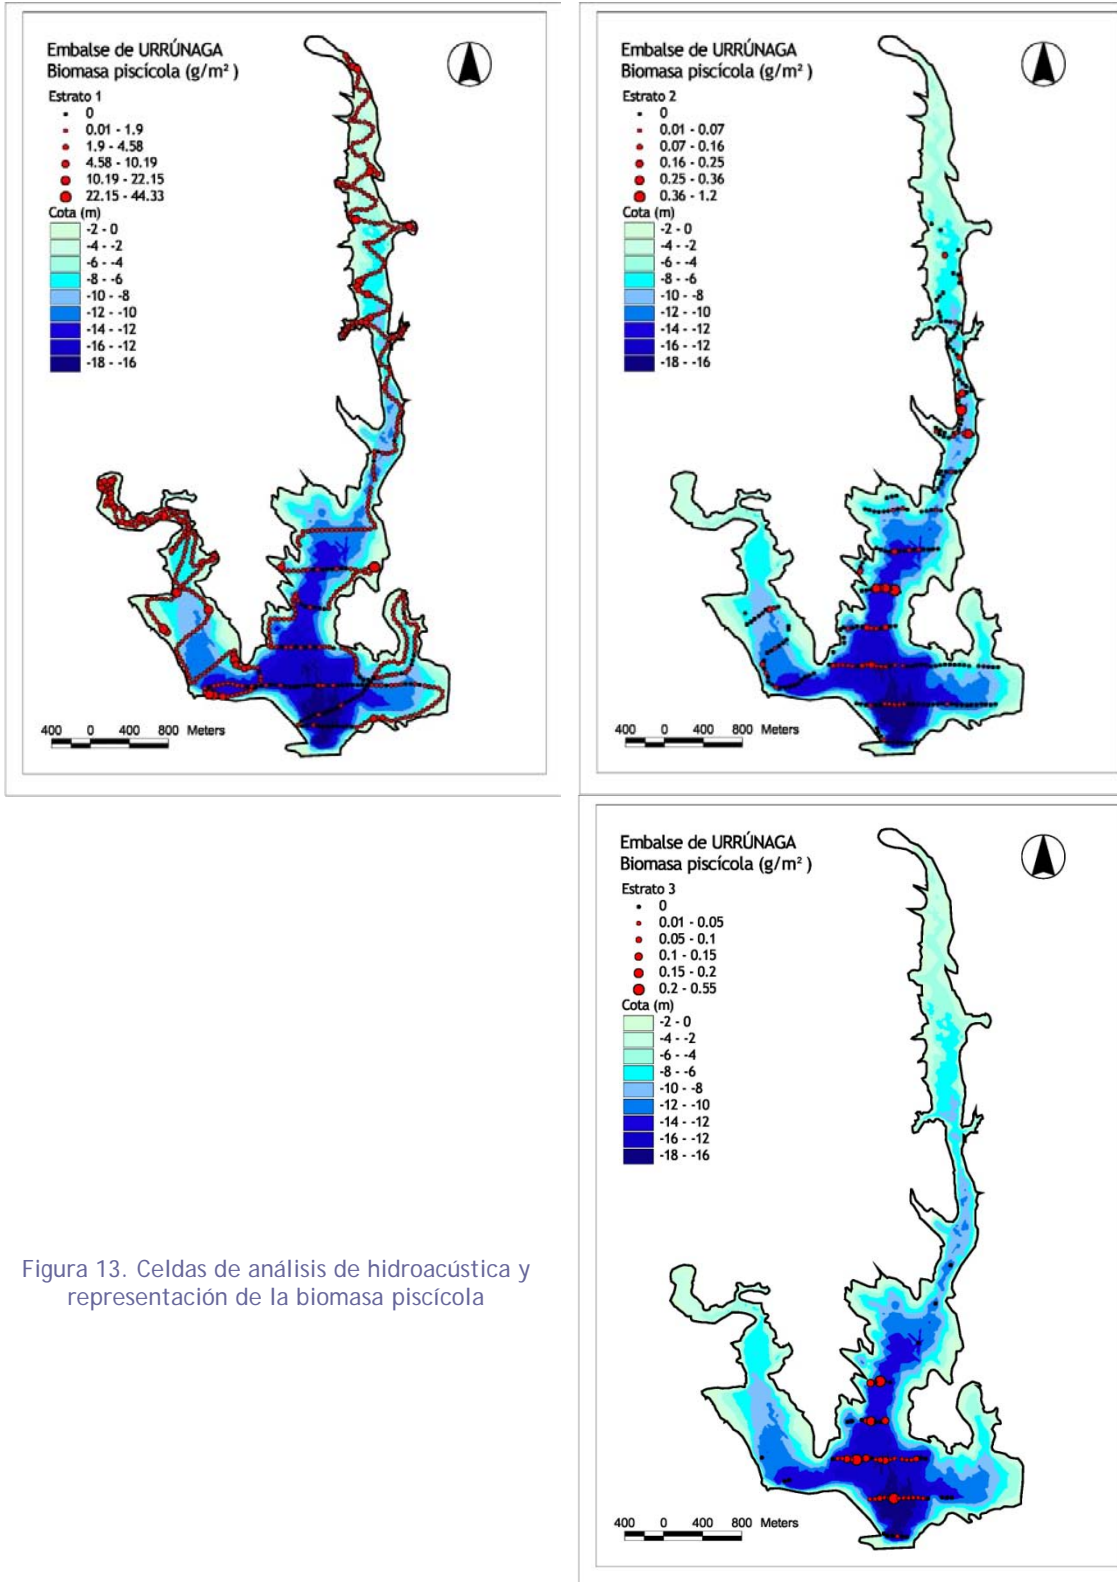 Embalse de URRÚNAGA
Biomasa piscícola (g/m²)
Estrato 1
0
0.01 - 1.9
1.9 - 4.58
4.58 - 10.19
10.19 - 22.15
22.15 - 44.33
Cota (m)
-2 - 0
-4 - -2
-6 - -4
-8 - -6
-10 - -8
-12 - -10
-14 - -12
-16 - -12
-18 - -16
400 0 400 800 Meters
Embalse de URRÚNAGA
Biomasa piscícola (g/m²)
Estrato 2
0
0.01 - 0.07
0.07 - 0.16
0.16 - 0.25
0.25 - 0.36
0.36 - 1.2
Cota (m)
-2 - 0
-4 - -2
-6 - -4
-8 - -6
-10 - -8
-12 - -10
-14 - -12
-16 - -12
-18 - -16
400 0 400 800 Meters
Embalse de URRÚNAGA
Biomasa piscícola (g/m²)
Estrato 3
0
0.01 - 0.05
0.05 - 0.1
0.1 - 0.15
0.15 - 0.2
0.2 - 0.55
Cota (m)
-2 - 0
-4 - -2
-6 - -4
-8 - -6
-10 - -8
-12 - -10
-14 - -12
-16 - -12
-18 - -16
400 0 400 800 Meters
Figura 13. Celdas de análisis de hidroacústica y
representación de la biomasa piscícola